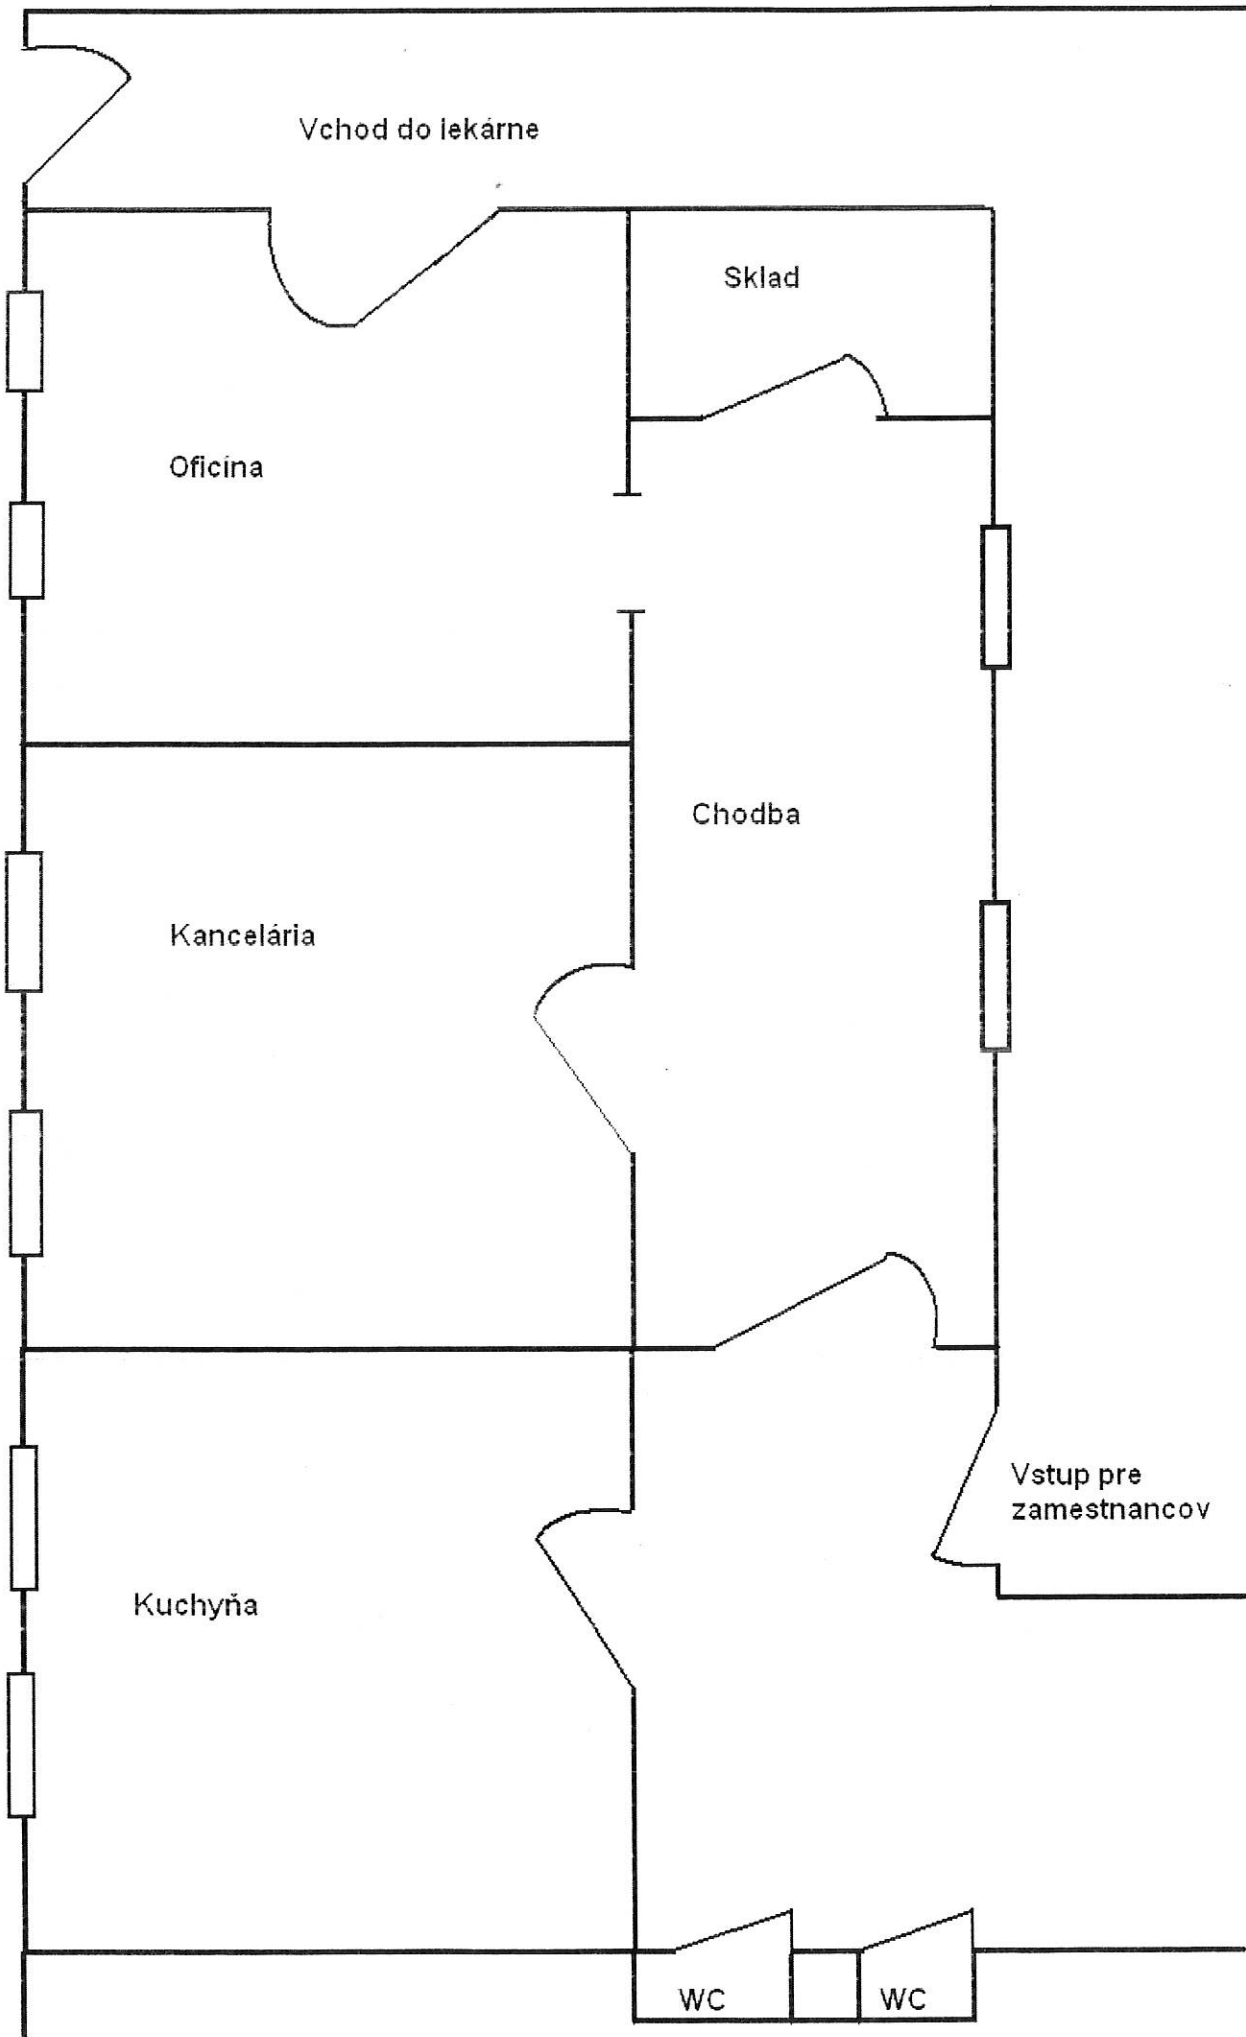 Vchod do lekárne
Sklad
Oficína
Chodba
Kancelária
Vstup pre
zamestnancov
Kuchyňa
WC
WC